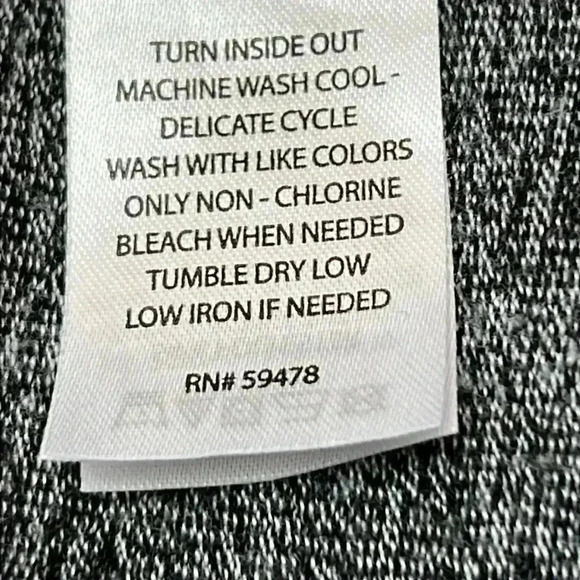 TURN INSIDE OUT
MACHINE WASH COOL -
DELICATE CYCLE
WASH WITH LIKE COLORS
ONLY NON - CHLORINE
BLEACH WHEN NEEDED
TUMBLE DRY LOW
LOW IRON IF NEEDED
RN# 59478